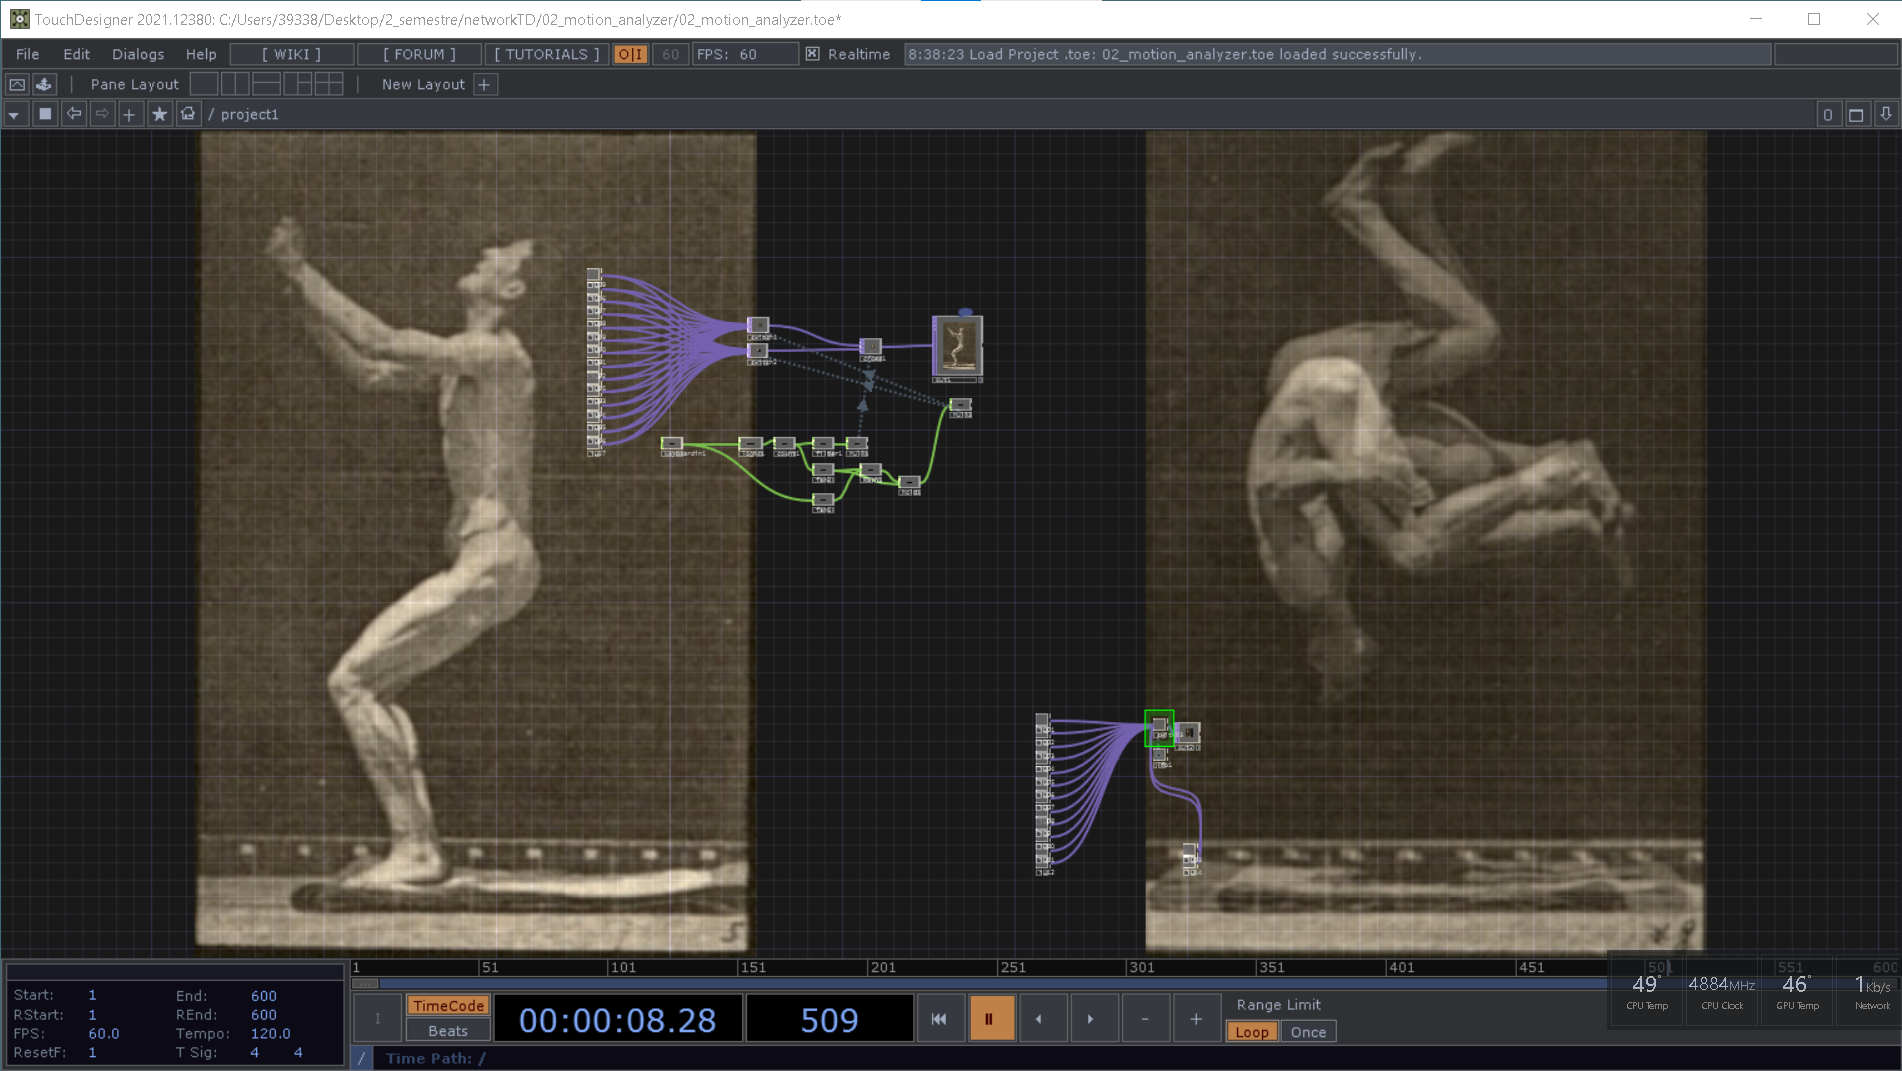 TouchDesigner 2021.12380: C:/Users/39338/Desktop/2_semestre/networkTD/02_motion_analyzer/02_motion_analyzer.toe*
File Edit Dialogs Help [ WIKI ] [ FORUM ] [ TUTORIALS ] O|I 60 FPS: 60 Realtime 8:38:23 Load Project .toe: 02_motion_analyzer.toe loaded successfully.
Pane Layout New Layout +
/ project1 0
1 51 101 151 201 251 301 351 401 451 501 551 600
Start: 1 End: 600
RStart: 1 REnd: 600
FPS: 60.0 Tempo: 120.0
ResetF: 1 T Sig: 4 4
TimeCode
Beats
00:00:08.28
509
- +
Range Limit
Loop Once
/ Time Path: /
49° 4884MHz 46° 1Kb/s
CPU Temp CPU Clock GPU Temp Network